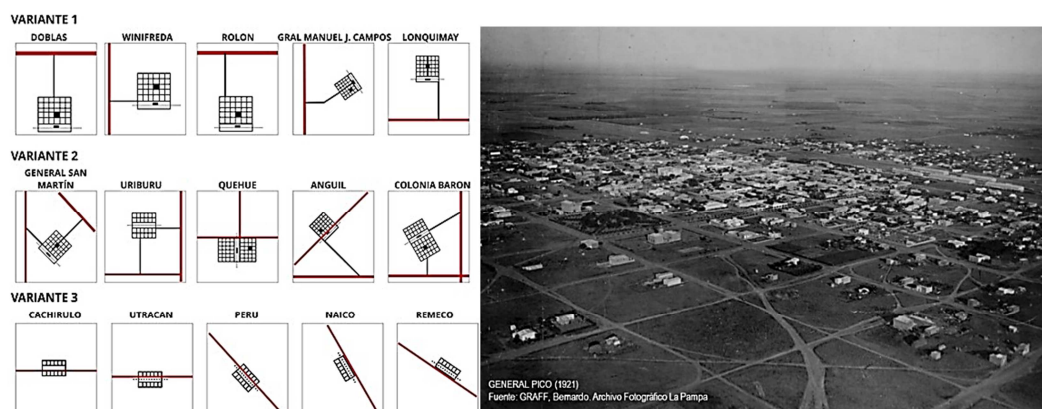 VARIANTE 1
DOBLAS
WINIFREDA
ROLON
GRAL MANUEL J. CAMPOS
LONQUIMAY
VARIANTE 2
GENERAL SAN
MARTÍN
URIBURU
QUEHUE
ANGUIL
COLONIA BARON
VARIANTE 3
CACHIRULO
UTRACAN
PERU
NAICO
REMECO
GENERAL PICO (1921)
Fuente: GRAFF, Bernardo. Archivo Fotográfico La Pampa